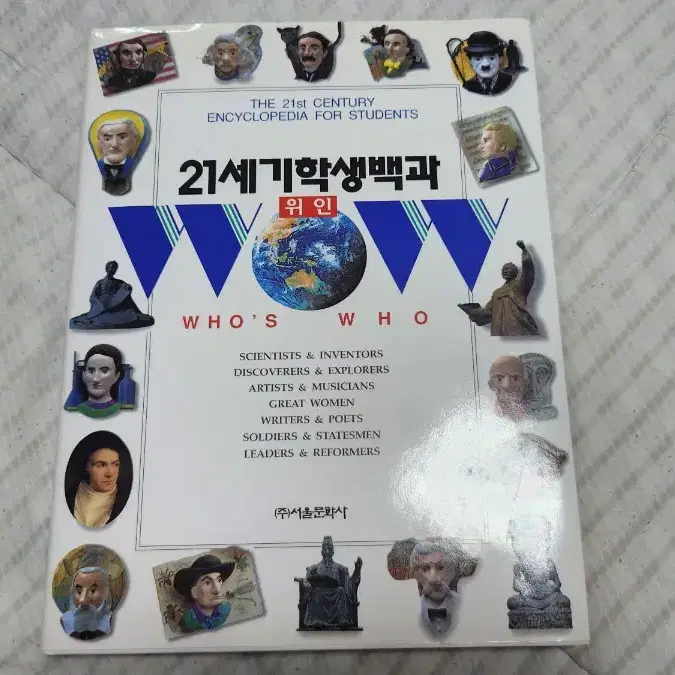 THE 21st CENTURY
ENCYCLOPEDIA FOR STUDENTS
21세기학생백과
위인
WOW
WHO'S WHO
SCIENTISTS & INVENTORS
DISCOVERERS & EXPLORERS
ARTISTS & MUSICIANS
GREAT WOMEN
WRITERS & POETS
SOLDIERS & STATESMEN
LEADERS & REFORMERS
(주)서울문화사